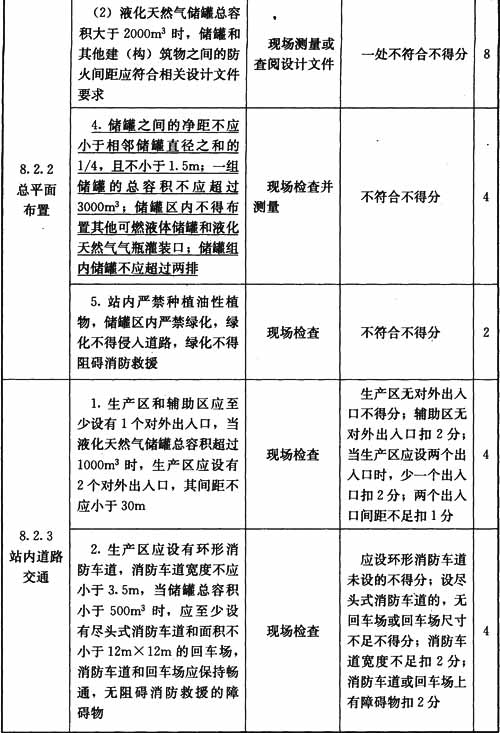 （2）液化天然气储罐总容
积大于 2000m³ 时，储罐和
其他建（构）筑物之间的防
火间距应符合相关设计文件
要求
现场测量或
查阅设计文件
一处不符合不得分
8
8.2.2
总平面
布置
4. 储罐之间的净距不应
小于相邻储罐直径之和的
1/4，且不小于 1.5m；一组
储罐的总容积不应超过
3000m³；储罐区内不得布
置其他可燃液体储罐和液化
天然气气瓶灌装口；储罐组
内储罐不应超过两排
现场检查并
测量
不符合不得分
4
5. 站内严禁种植油性植
物，储罐区内严禁绿化，绿
化不得侵入道路，绿化不得
阻碍消防救援
现场检查
不符合不得分
2
8.2.3
站内道路
交通
1. 生产区和辅助区应至
少设有 1 个对外出入口，当
液化天然气储罐总容积超过
1000m³ 时，生产区应设有
2 个对外出入口，其间距不
应小于 30m
现场检查
生产区无对外出入
口不得分；辅助区无
对外出入口扣 2 分；
当生产区应设两个出
入口时，少一个出入
口扣 2 分；两个出入
口间距不足扣 1 分
4
2. 生产区应设有环形消
防车道，消防车道宽度不应
小于 3.5m，当储罐总容积
小于 500m³ 时，应至少设
有尽头式消防车道和面积不
小于 12m×12m 的回车场，
消防车道和回车场应保持畅
通，无阻碍消防救援的障
碍物
现场检查
应设环形消防车道
未设的不得分；设尽
头式消防车道的，无
回车场或回车场尺寸
不足不得分；消防车
道宽度不足扣 2 分；
消防车道或回车场上
有障碍物扣 2 分
4